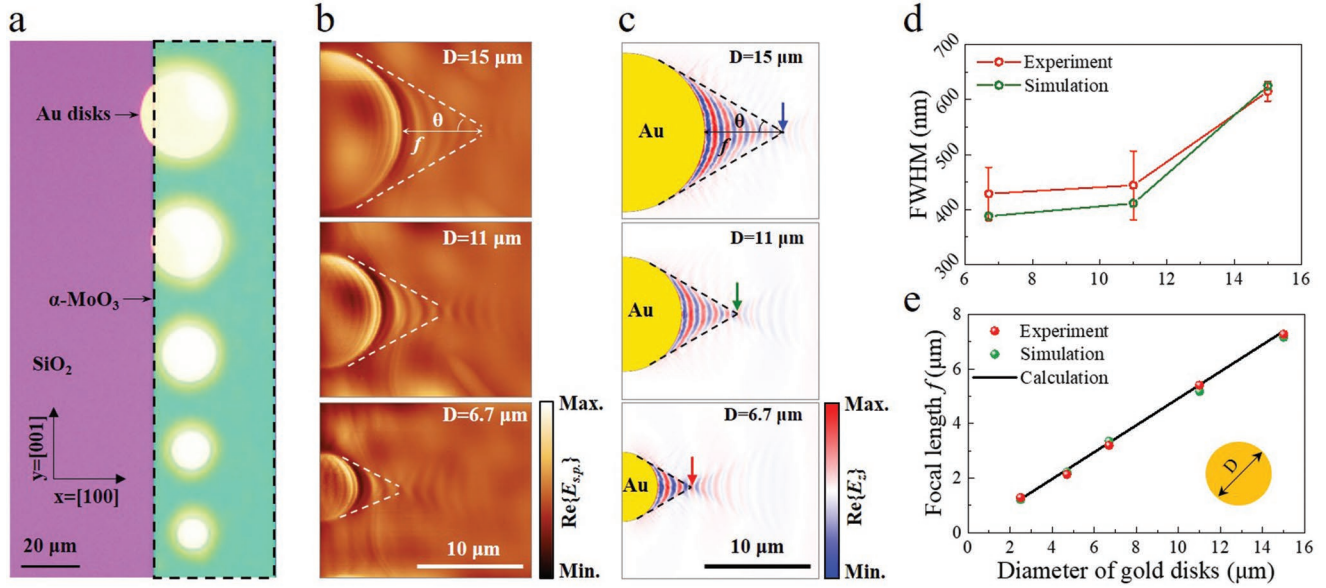 a
Au disks
α-MoO₃
SiO₂
y=[001]
x=[100]
20 μm
b
D=15 μm
θ
f
D=11 μm
D=6.7 μm
10 μm
Max.
Re{Eₛ.ₚ.}
Min.
c
D=15 μm
Au
θ
f
D=11 μm
Au
D=6.7 μm
Au
10 μm
Max.
Re{E_z}
Min.
d
700
600
450
400
300
FWHM (nm)
Experiment
Simulation
6 8 10 12 14 16
e
8
6
4
2
0
Focal length f (μm)
Experiment
Simulation
Calculation
D
0 2 4 6 8 10 12 14 16
Diameter of gold disks (μm)